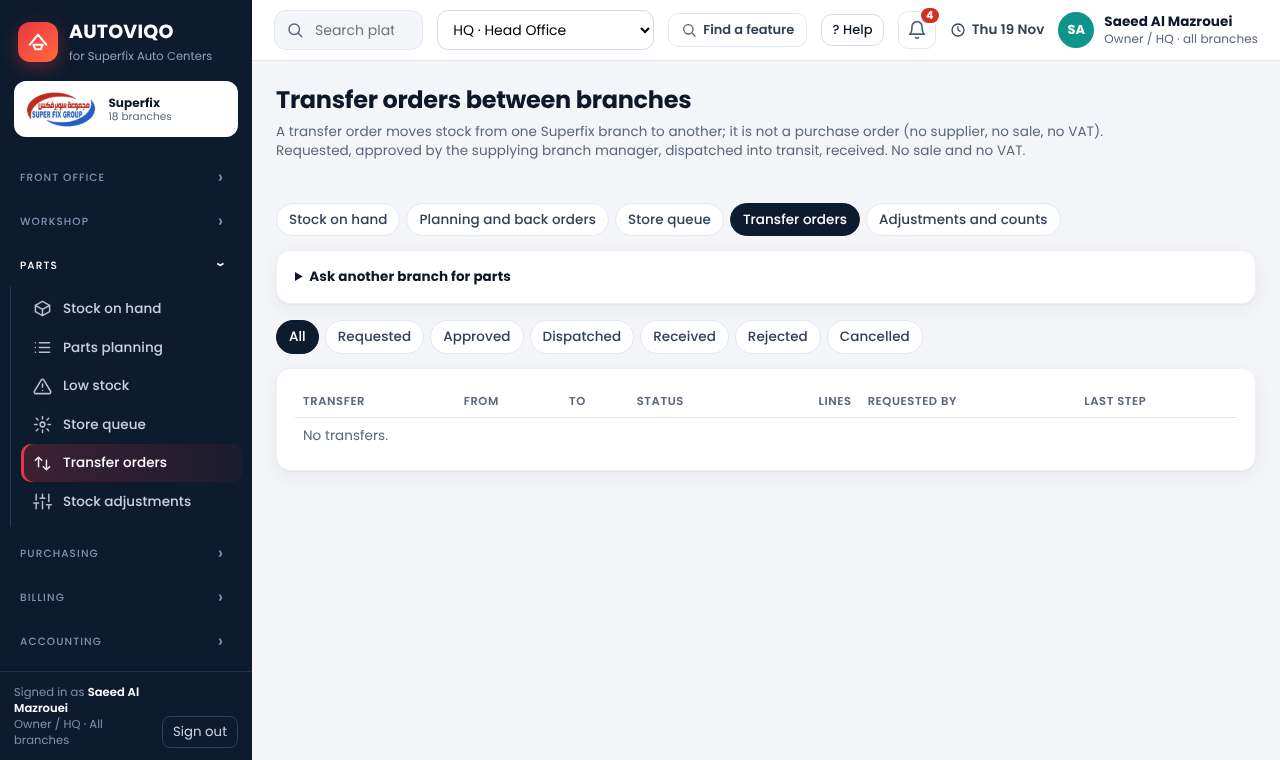 AUTOVIQO
for Superfix Auto Centers
مجموعة سوبر فكس
SUPER FIX GROUP
Superfix
18 branches
FRONT OFFICE
WORKSHOP
PARTS
Stock on hand
Parts planning
Low stock
Store queue
Transfer orders
Stock adjustments
PURCHASING
BILLING
ACCOUNTING
Signed in as Saeed Al
Mazrouei
Owner / HQ · All
branches
Sign out
Search plat
HQ · Head Office
Find a feature
? Help
4
Thu 19 Nov
SA
Saeed Al Mazrouei
Owner / HQ · all branches
Transfer orders between branches
A transfer order moves stock from one Superfix branch to another; it is not a purchase order (no supplier, no sale, no VAT).
Requested, approved by the supplying branch manager, dispatched into transit, received. No sale and no VAT.
Stock on hand Planning and back orders Store queue Transfer orders Adjustments and counts
Ask another branch for parts
All Requested Approved Dispatched Received Rejected Cancelled
TRANSFER FROM TO STATUS LINES REQUESTED BY LAST STEP
No transfers.